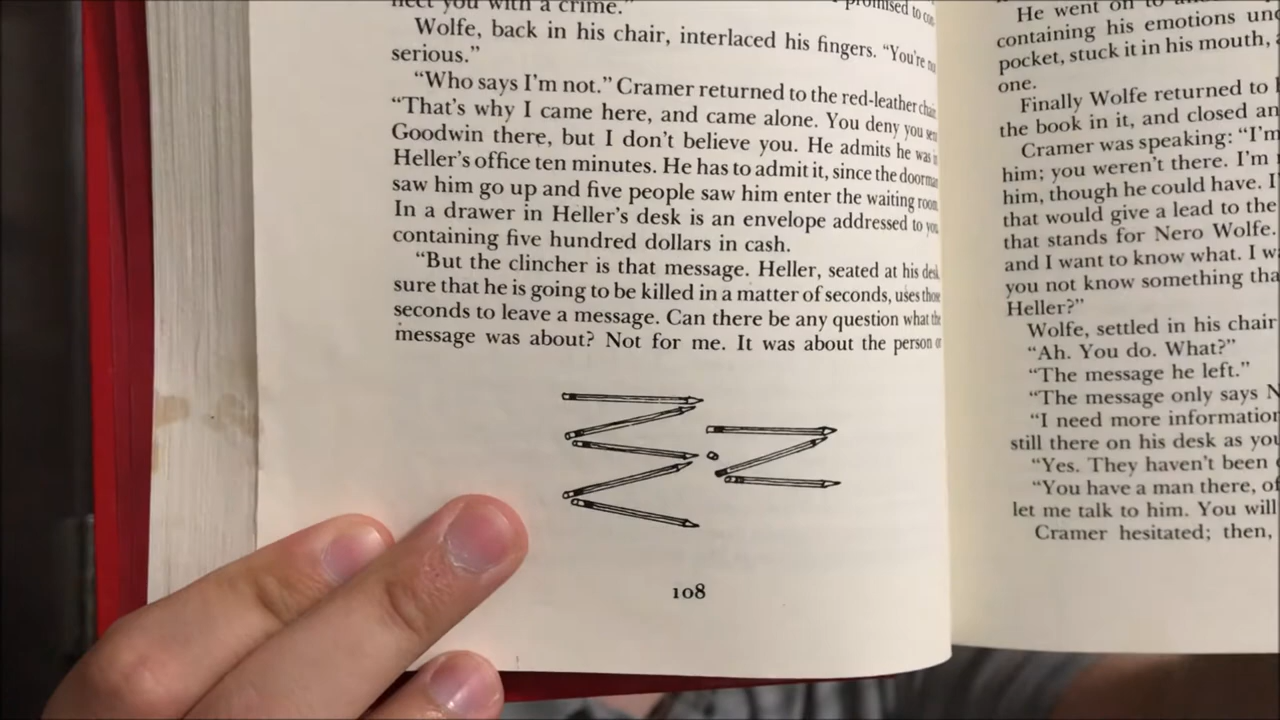 nect you with a crime."
promised to con-
Wolfe, back in his chair, interlaced his fingers. “You're
serious.”
“Who says I'm not.” Cramer returned to the red-leather chair
“That's why I came here, and came alone. You deny you sent
Goodwin there, but I don't believe you. He admits he was in
Heller's office ten minutes. He has to admit it, since the doorman
saw him go up and five people saw him enter the waiting room.
In a drawer in Heller's desk is an envelope addressed to you
containing five hundred dollars in cash.
“But the clincher is that message. Heller, seated at his desk
sure that he is going to be killed in a matter of seconds, uses those
seconds to leave a message. Can there be any question what the
message was about? Not for me. It was about the person
108
He went on to
containing his emotions
pocket, stuck it in his mouth,
one.
Finally Wolfe returned to
the book in it, and closed
Cramer was speaking: “I'm
him; you weren't there. I'm
him, though he could have.
that would give a lead to the
that stands for Nero Wolfe.
and I want to know what. I
you not know something
Heller?”
Wolfe, settled in his chair
“Ah. You do. What?”
“The message he left.”
“The message only says
“I need more information
still there on his desk as you
“Yes. They haven't been
“You have a man there,
let me talk to him. You will
Cramer hesitated; then,